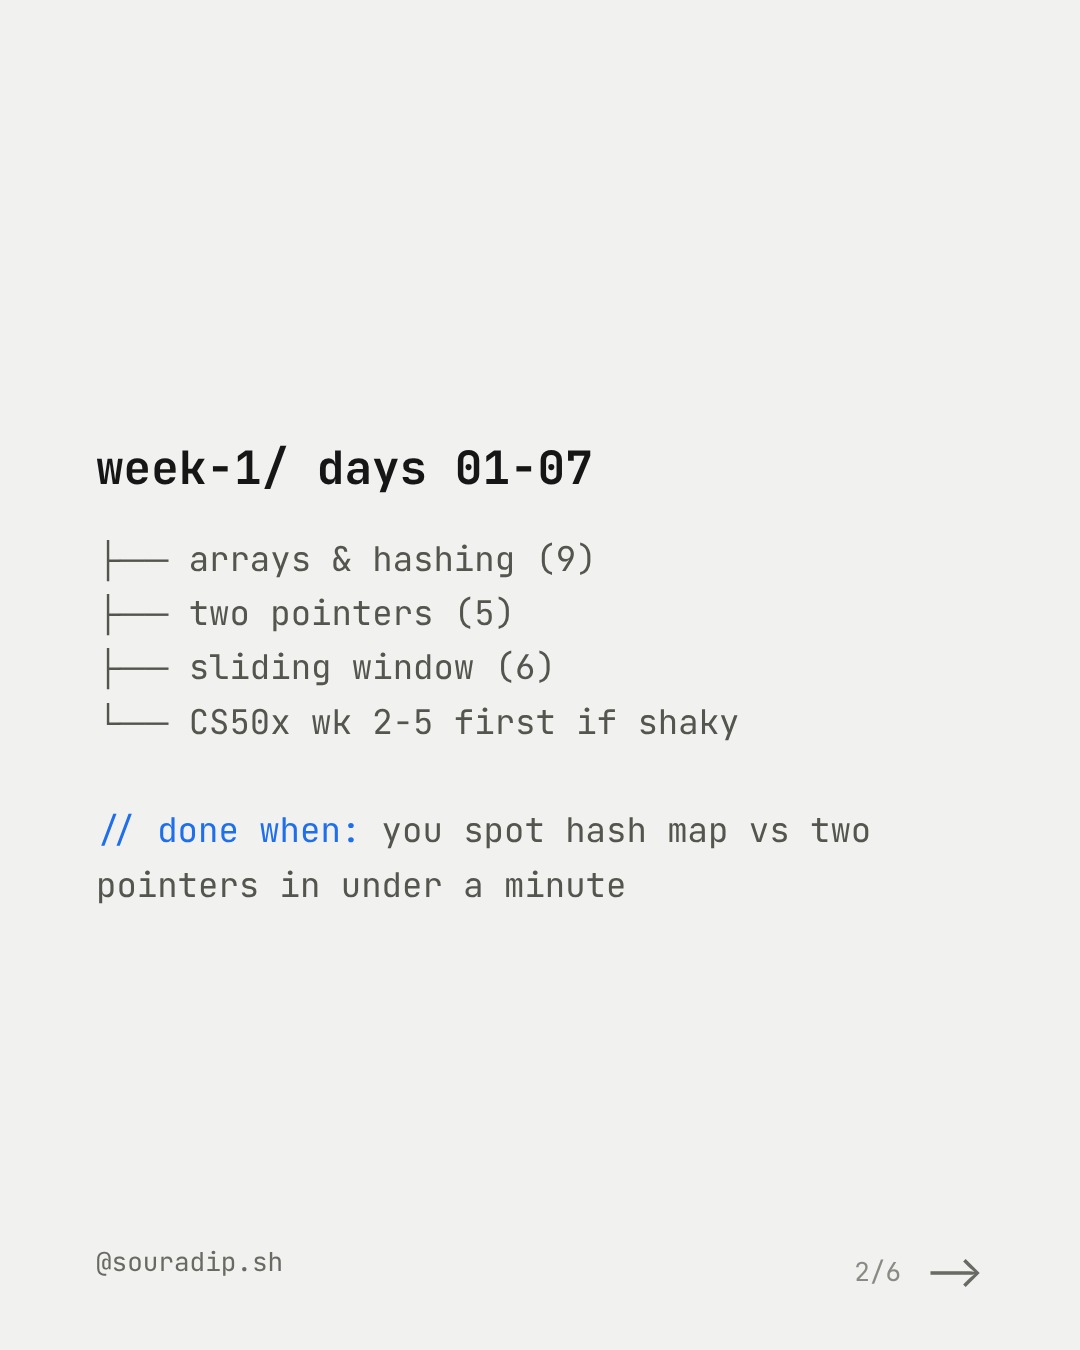 week-1/ days 01-07
├── arrays & hashing (9)
├── two pointers (5)
├── sliding window (6)
└── CS50x wk 2-5 first if shaky
// done when: you spot hash map vs two
pointers in under a minute
@souradip.sh
2/6 →